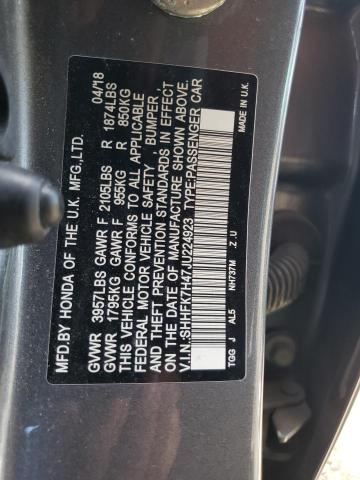 MFD.BY HONDA OF THE U.K. MFG.,LTD. 04/18
GVWR 3957LBS GAWR F 2105LBS R 1874LBS
GVWR 1795KG GAWR F 955KG R 850KG
THIS VEHICLE CONFORMS TO ALL APPLICABLE
FEDERAL MOTOR VEHICLE SAFETY, BUMPER
STANDARDS AND THEFT PREVENTION STANDARDS IN EFFECT
ON THE DATE OF MANUFACTURE SHOWN ABOVE.
V.I.N.:SHHFK7H47JU224923 TYPE:PASSENGER CAR
TGG J AL5 NH737M Z U MADE IN U.K.